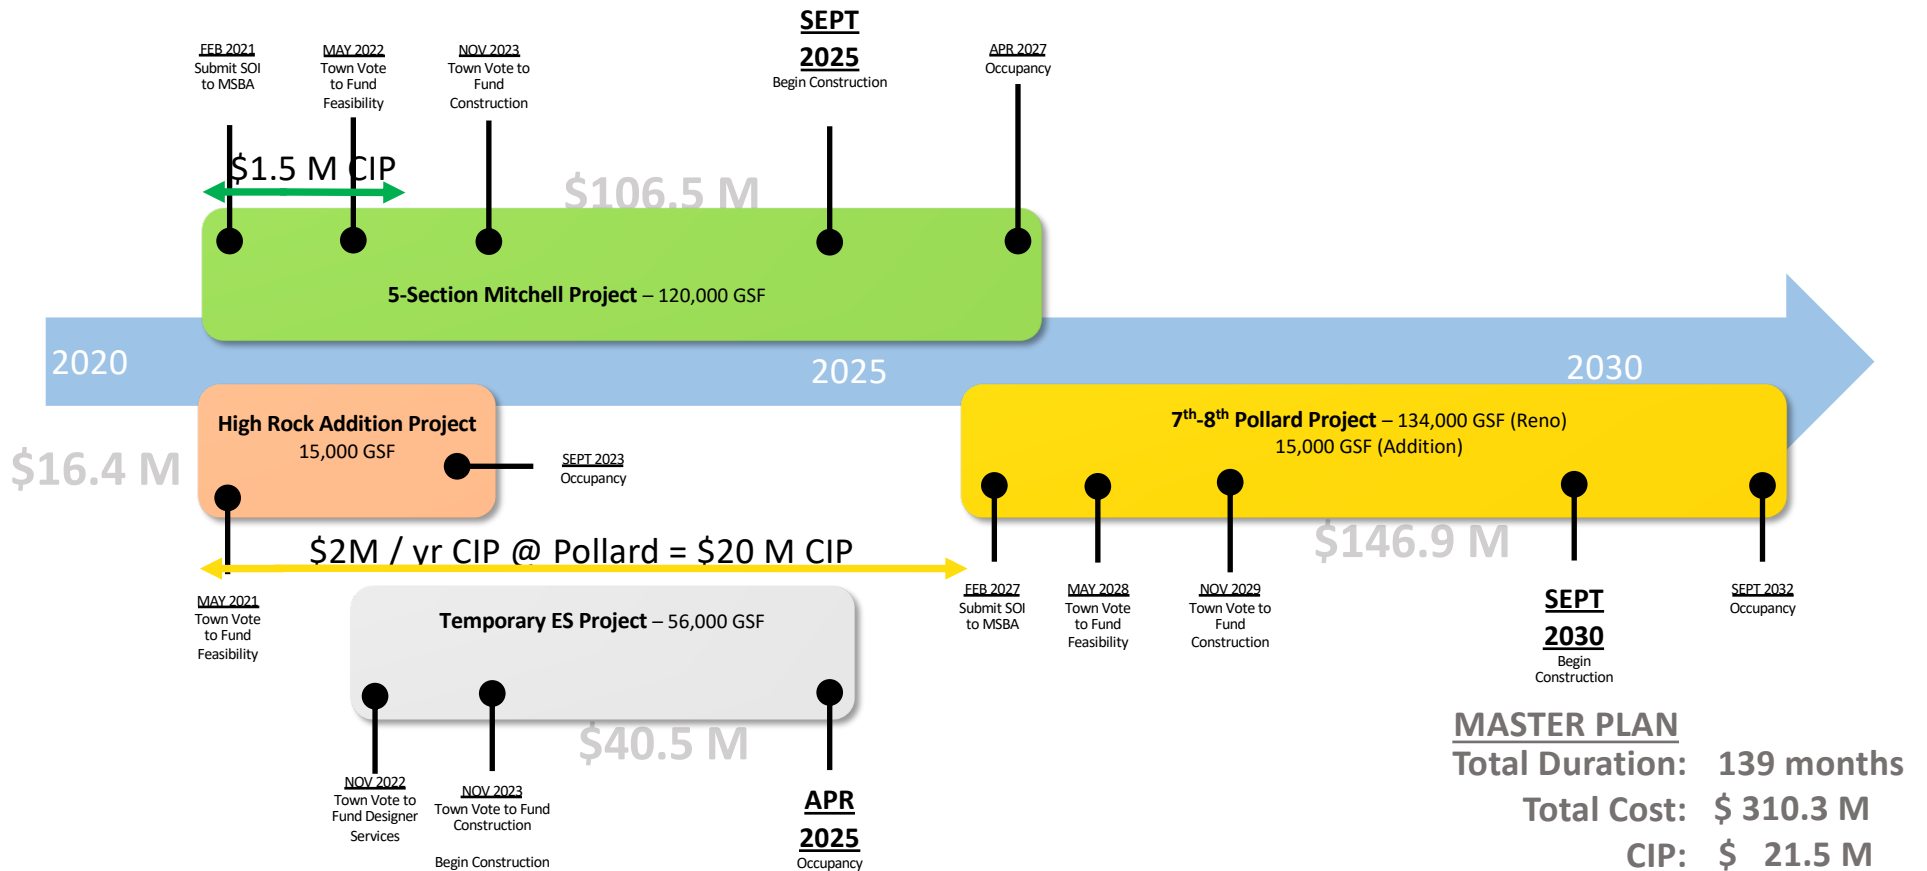 FEB 2021
Submit SOI
to MSBA
MAY 2022
Town Vote
to Fund
Feasibility
NOV 2023
Town Vote to
Fund
Construction
SEPT
2025
Begin Construction
APR 2027
Occupancy
$1.5 M CIP
$106.5 M
5-Section Mitchell Project – 120,000 GSF
2020
2025
2030
High Rock Addition Project
15,000 GSF
$16.4 M
SEPT 2023
Occupancy
7th-8th Pollard Project – 134,000 GSF (Reno)
15,000 GSF (Addition)
$146.9 M
$2M / yr CIP @ Pollard = $20 M CIP
MAY 2021
Town Vote
to Fund
Feasibility
Temporary ES Project – 56,000 GSF
$40.5 M
FEB 2027
Submit SOI
to MSBA
MAY 2028
Town Vote
to Fund
Feasibility
NOV 2029
Town Vote to
Fund
Construction
SEPT
2030
Begin
Construction
SEPT 2032
Occupancy
NOV 2022
Town Vote to
Fund Designer
Services
NOV 2023
Town Vote to Fund
Construction
Begin Construction
APR
2025
Occupancy
MASTER PLAN
Total Duration: 139 months
Total Cost: $ 310.3 M
CIP: $ 21.5 M